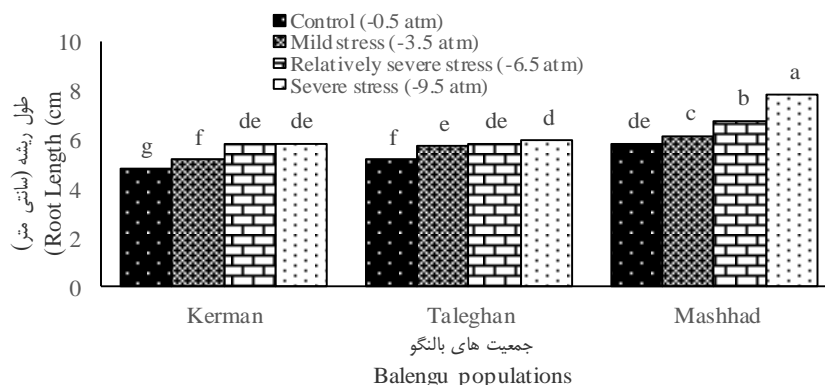 Control (-0.5 atm)
Mild stress (-3.5 atm)
Relatively severe stress (-6.5 atm)
Severe stress (-9.5 atm)
طول ریشه (سانتی متر)
(Root Length (cm
10
8
6
4
2
0
g f de de
f e de d
de c b a
Kerman Taleghan Mashhad
جمعیت های بالنگو
Balengu populations